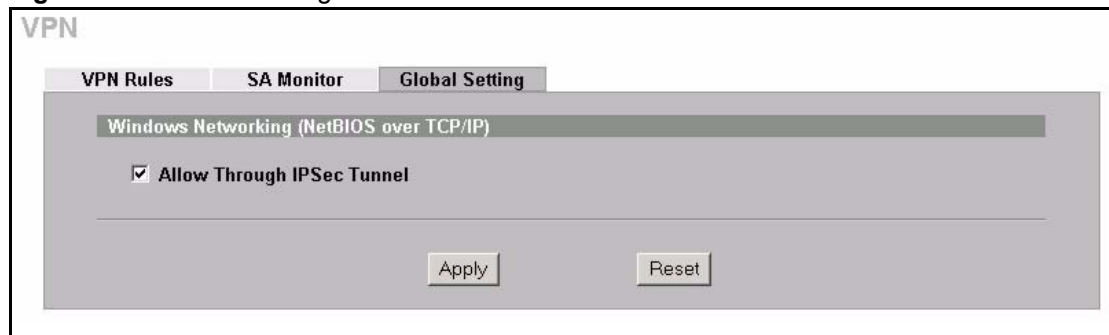 VPN
VPN Rules SA Monitor Global Setting
Windows Networking (NetBIOS over TCP/IP)
Allow Through IPSec Tunnel
Apply Reset